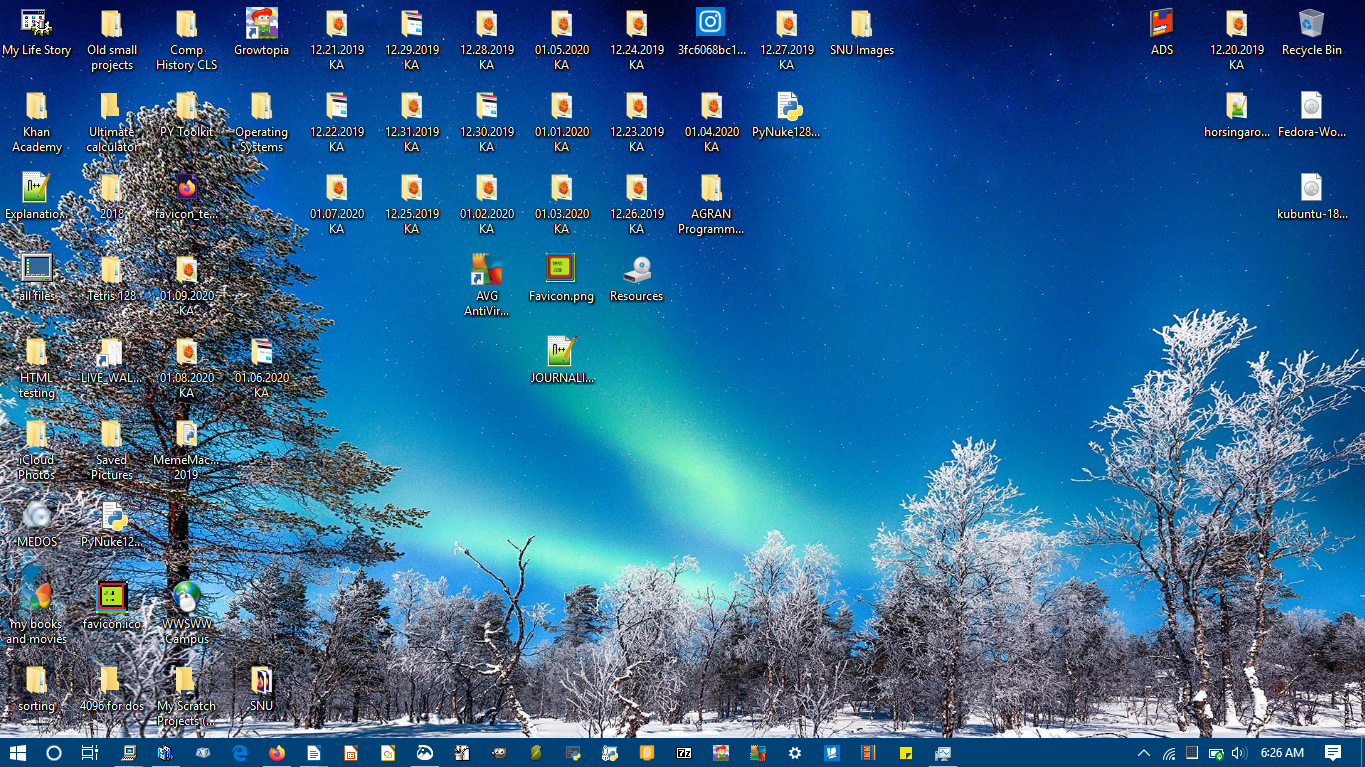 My Life Story
Old small
projects
Comp
History CLS
Growtopia
12.21.2019
KA
12.29.2019
KA
12.28.2019
KA
01.05.2020
KA
12.24.2019
KA
3fc6068bc1...
12.27.2019
KA
SNU Images
ADS
12.20.2019
KA
Recycle Bin
Khan
Academy
Ultimate
calculator
PY Toolkit
Operating
Systems
12.22.2019
KA
12.31.2019
KA
12.30.2019
KA
01.01.2020
KA
12.23.2019
KA
01.04.2020
KA
PyNuke128...
horsingaro...
Fedora-Wo...
Explanatio...
2018
favicon_te...
01.07.2020
KA
12.25.2019
KA
01.02.2020
KA
01.03.2020
KA
12.26.2019
KA
AGRAN
Programm...
kubuntu-18...
all files
Tetris 128
01.09.2020
KA
AVG
AntiVir...
Favicon.png
Resources
HTML
testing
LIVE_WAL...
01.08.2020
KA
01.06.2020
KA
JOURNALI...
iCloud
Photos
Saved
Pictures
MemeMac...
2019
MEDOS
PyNuke12...
my books
and movies
favicon.ico
WWSWW
Campus
sorting
4096 for dos
My Scratch
Projects (...
SNU
6:26 AM